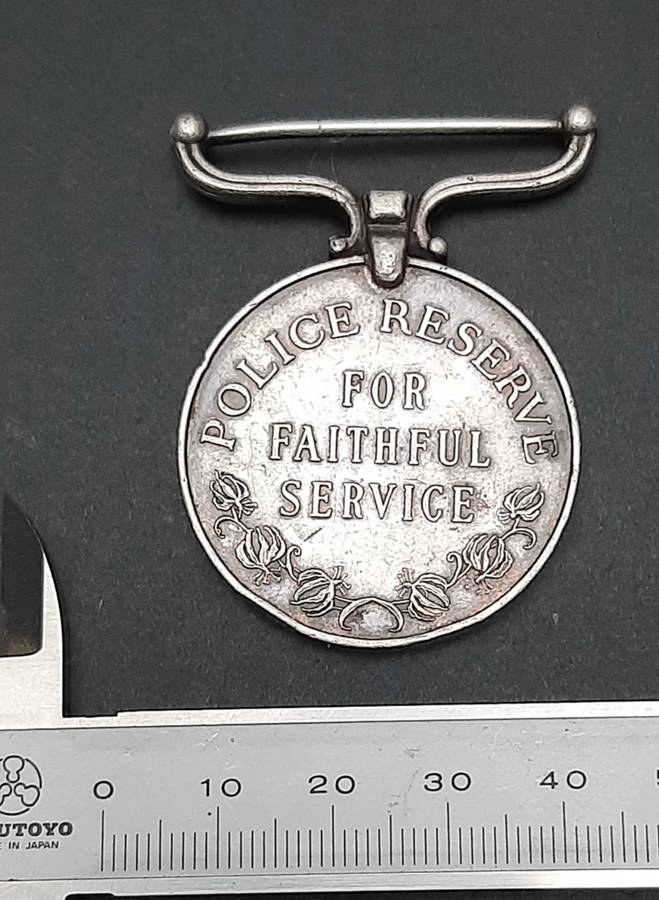 POLICE RESERVE
FOR
FAITHFUL
SERVICE
0 10 20 30 40
UTOYO
IN JAPAN